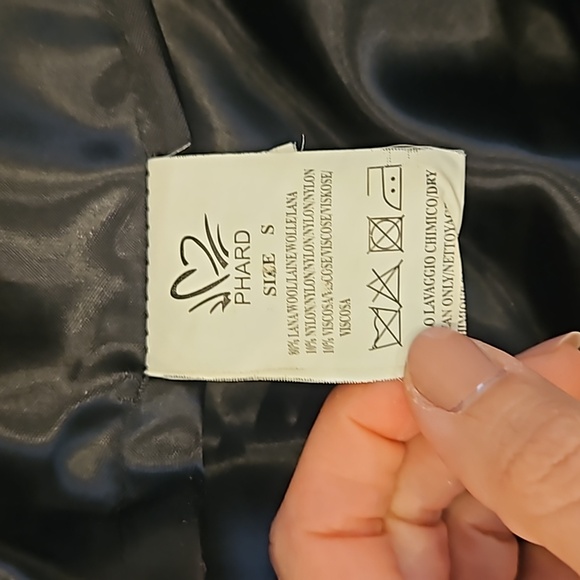 PHARD
SIZE S
80% LANA/WOOL/LAINE/WOLLE/LANA
10% NYLON/NYLON/NYLON/NYLON/NYLON
10% VISCOSA/VISCOSE/VISCOSE/VISKOSE/
VISCOSA
O LAVAGGIO CHIMICO/DRY
AN ONLY/NETTOYAGE